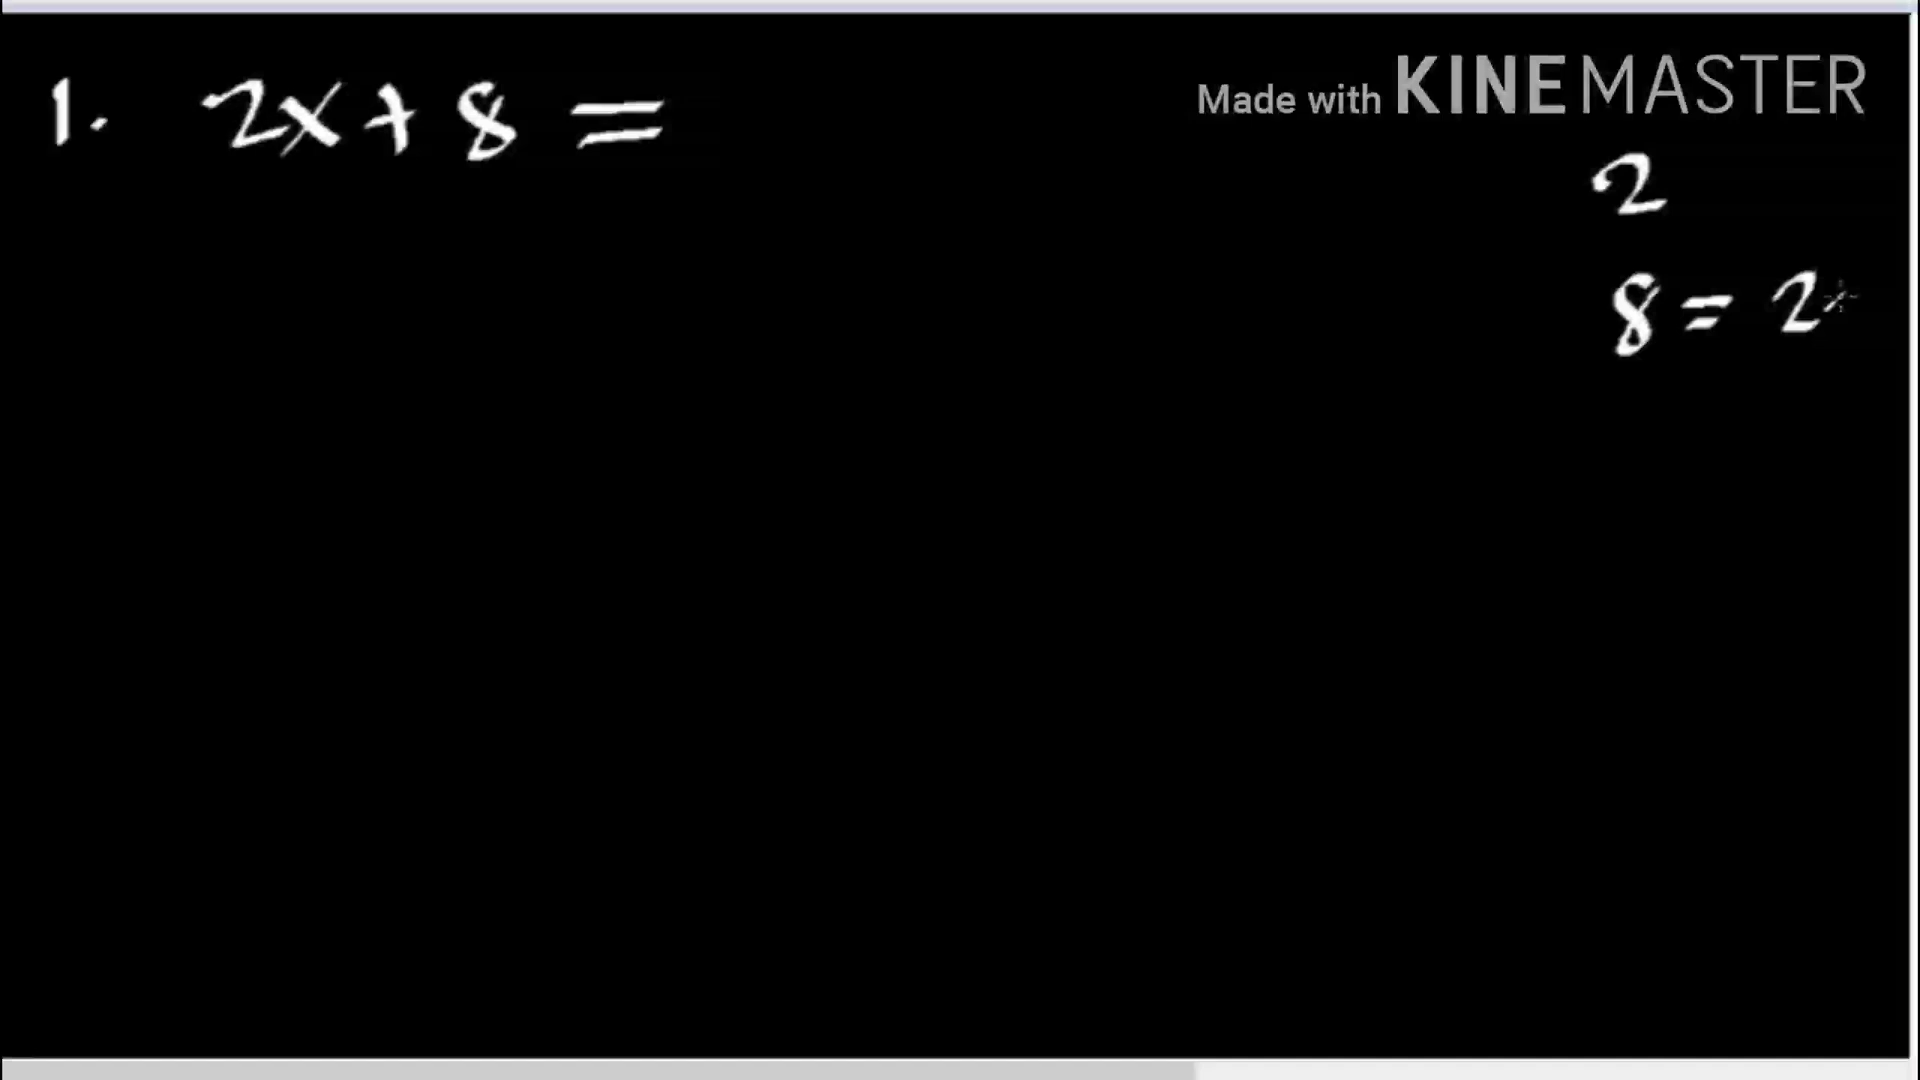 1. 2x + 8 =
Made with KINEMASTER
2
8 = 2×